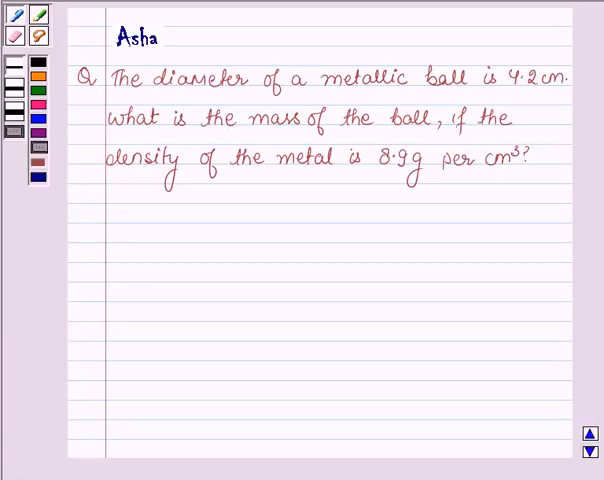 Asha
Q The diameter of a metallic ball is 4.2 cm.
what is the mass of the ball, if the
density of the metal is 8.9g per cm³?